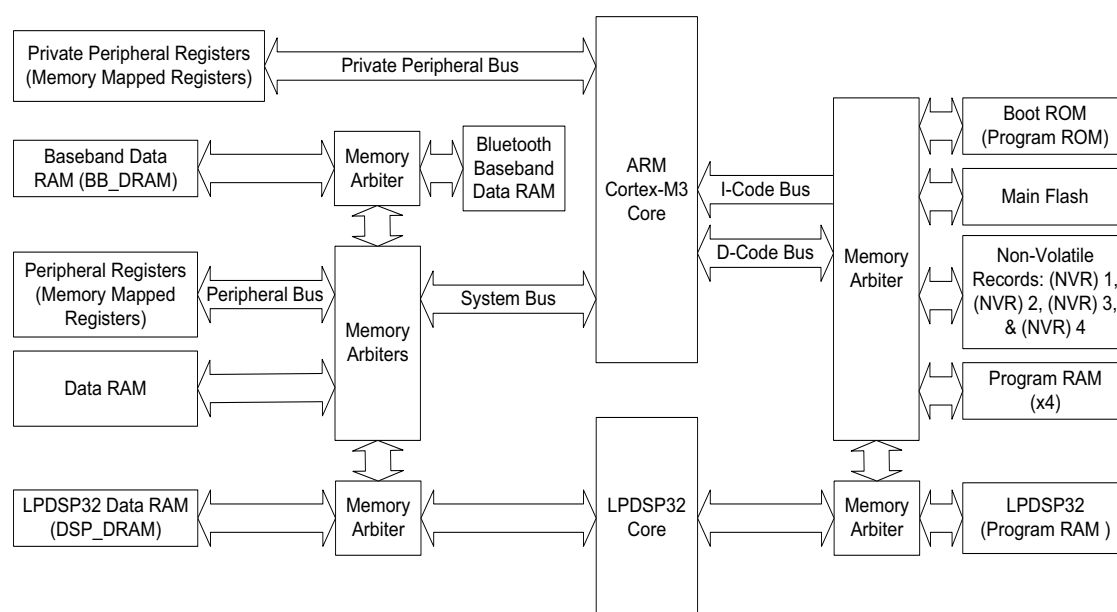 Private Peripheral Registers
(Memory Mapped Registers)
Private Peripheral Bus
Baseband Data
RAM (BB_DRAM)
Memory
Arbiter
Bluetooth
Baseband
Data RAM
Peripheral Registers
(Memory Mapped
Registers)
Peripheral Bus
Memory
Arbiters
System Bus
Data RAM
LPDSP32 Data RAM
(DSP_DRAM)
Memory
Arbiter
ARM
Cortex-M3
Core
I-Code Bus
D-Code Bus
Memory
Arbiter
Boot ROM
(Program ROM)
Main Flash
Non-Volatile
Records: (NVR) 1,
(NVR) 2, (NVR) 3,
& (NVR) 4
Program RAM
(x4)
LPDSP32
Core
Memory
Arbiter
LPDSP32
(Program RAM )